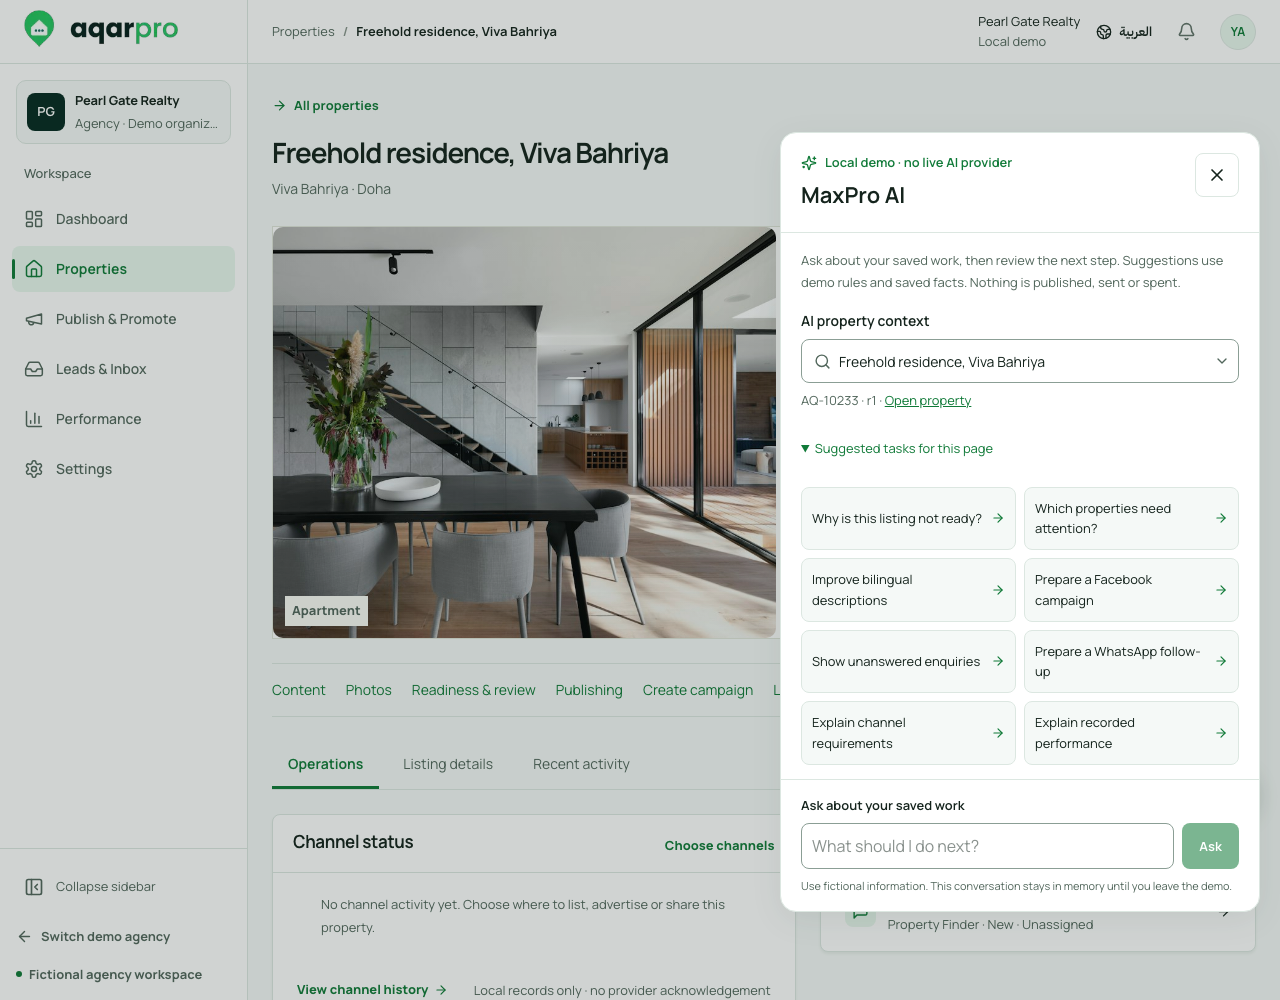 aqarpro
Properties / Freehold residence, Viva Bahriya
Pearl Gate Realty
Local demo
العربية
YA
PG
Pearl Gate Realty
Agency · Demo organiz...
Workspace
Dashboard
Properties
Publish & Promote
Leads & Inbox
Performance
Settings
Collapse sidebar
Switch demo agency
Fictional agency workspace
All properties
Freehold residence, Viva Bahriya
Viva Bahriya · Doha
Apartment
Content Photos Readiness & review Publishing Create campaign L
Operations Listing details Recent activity
Channel status
Choose channels
No channel activity yet. Choose where to list, advertise or share this
property.
View channel history
Local records only · no provider acknowledgement
Local demo · no live AI provider
MaxPro AI
Ask about your saved work, then review the next step. Suggestions use
demo rules and saved facts. Nothing is published, sent or spent.
AI property context
Freehold residence, Viva Bahriya
AQ-10233 · r1 · Open property
Suggested tasks for this page
Why is this listing not ready?
Which properties need
attention?
Improve bilingual
descriptions
Prepare a Facebook
campaign
Show unanswered enquiries
Prepare a WhatsApp follow-
up
Explain channel
requirements
Explain recorded
performance
Ask about your saved work
What should I do next?
Ask
Use fictional information. This conversation stays in memory until you leave the demo.
Property Finder · New · Unassigned